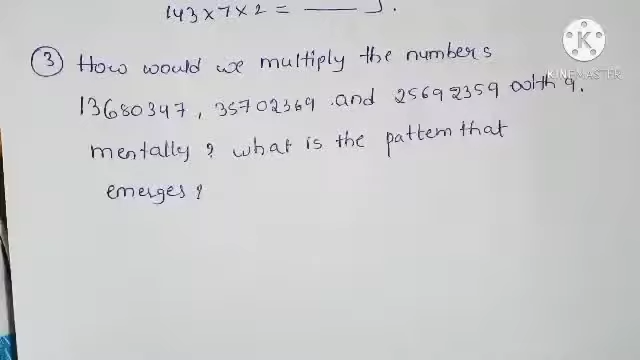 143 x 7 x 2 = ___ ].
③ How would we multiply the numbers
13680347, 35702369 and 25692359 with 9.
mentally? what is the pattern that
emerges?
K
KINEMASTER